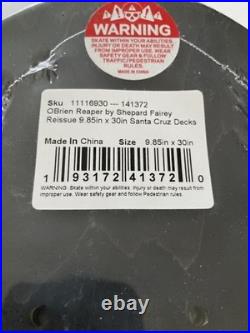 WARNING
SKATE WITHIN YOUR ABILITIES.
INJURY OR DEATH MAY RESULT
FROM IMPROPER USE. WEAR
SAFETY GEAR & FOLLOW
TRAFFIC/PEDESTRIAN
RULES.
MADE IN CHINA
Sku 11116930 --- 141372
OBrien Reaper by Shepard Fairey
Reissue 9.85in x 30in Santa Cruz Decks
Made In China Size 9.85in x 30in
1 93172 41372 0
WARNING: Skate within your abilities. Injury or death may result from
improper use. Wear safety gear and follow Pedestrian rules.